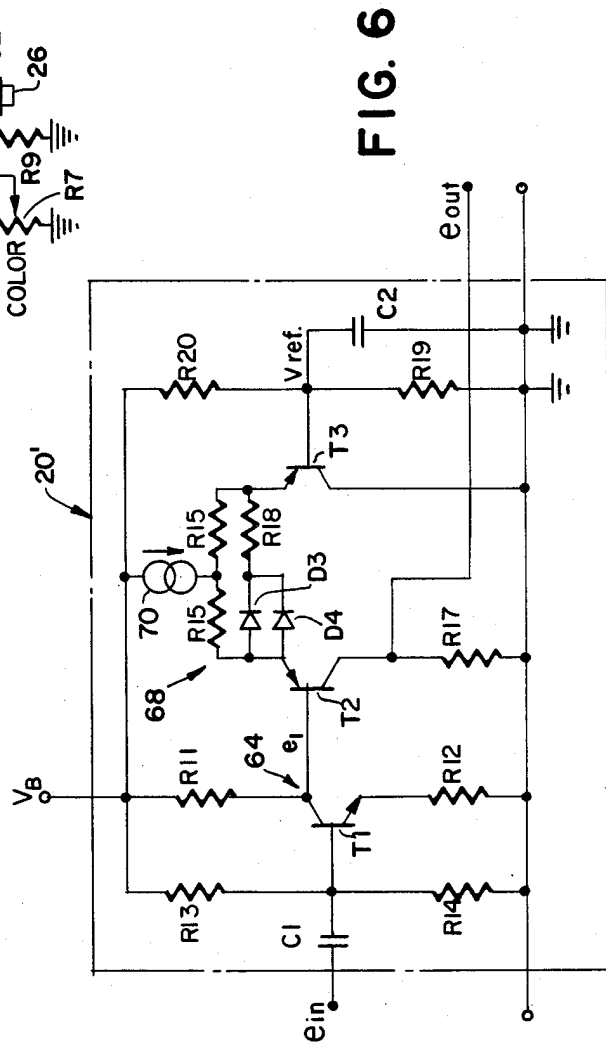 26
R9
COLOR
R7
20'
VB
70
R13
R11
68
R15
R15
R20
R18
64
e1
D3
D4
Vref.
C1
T1
T2
T3
C2
ein
R14
R12
R17
R19
eout
FIG. 6